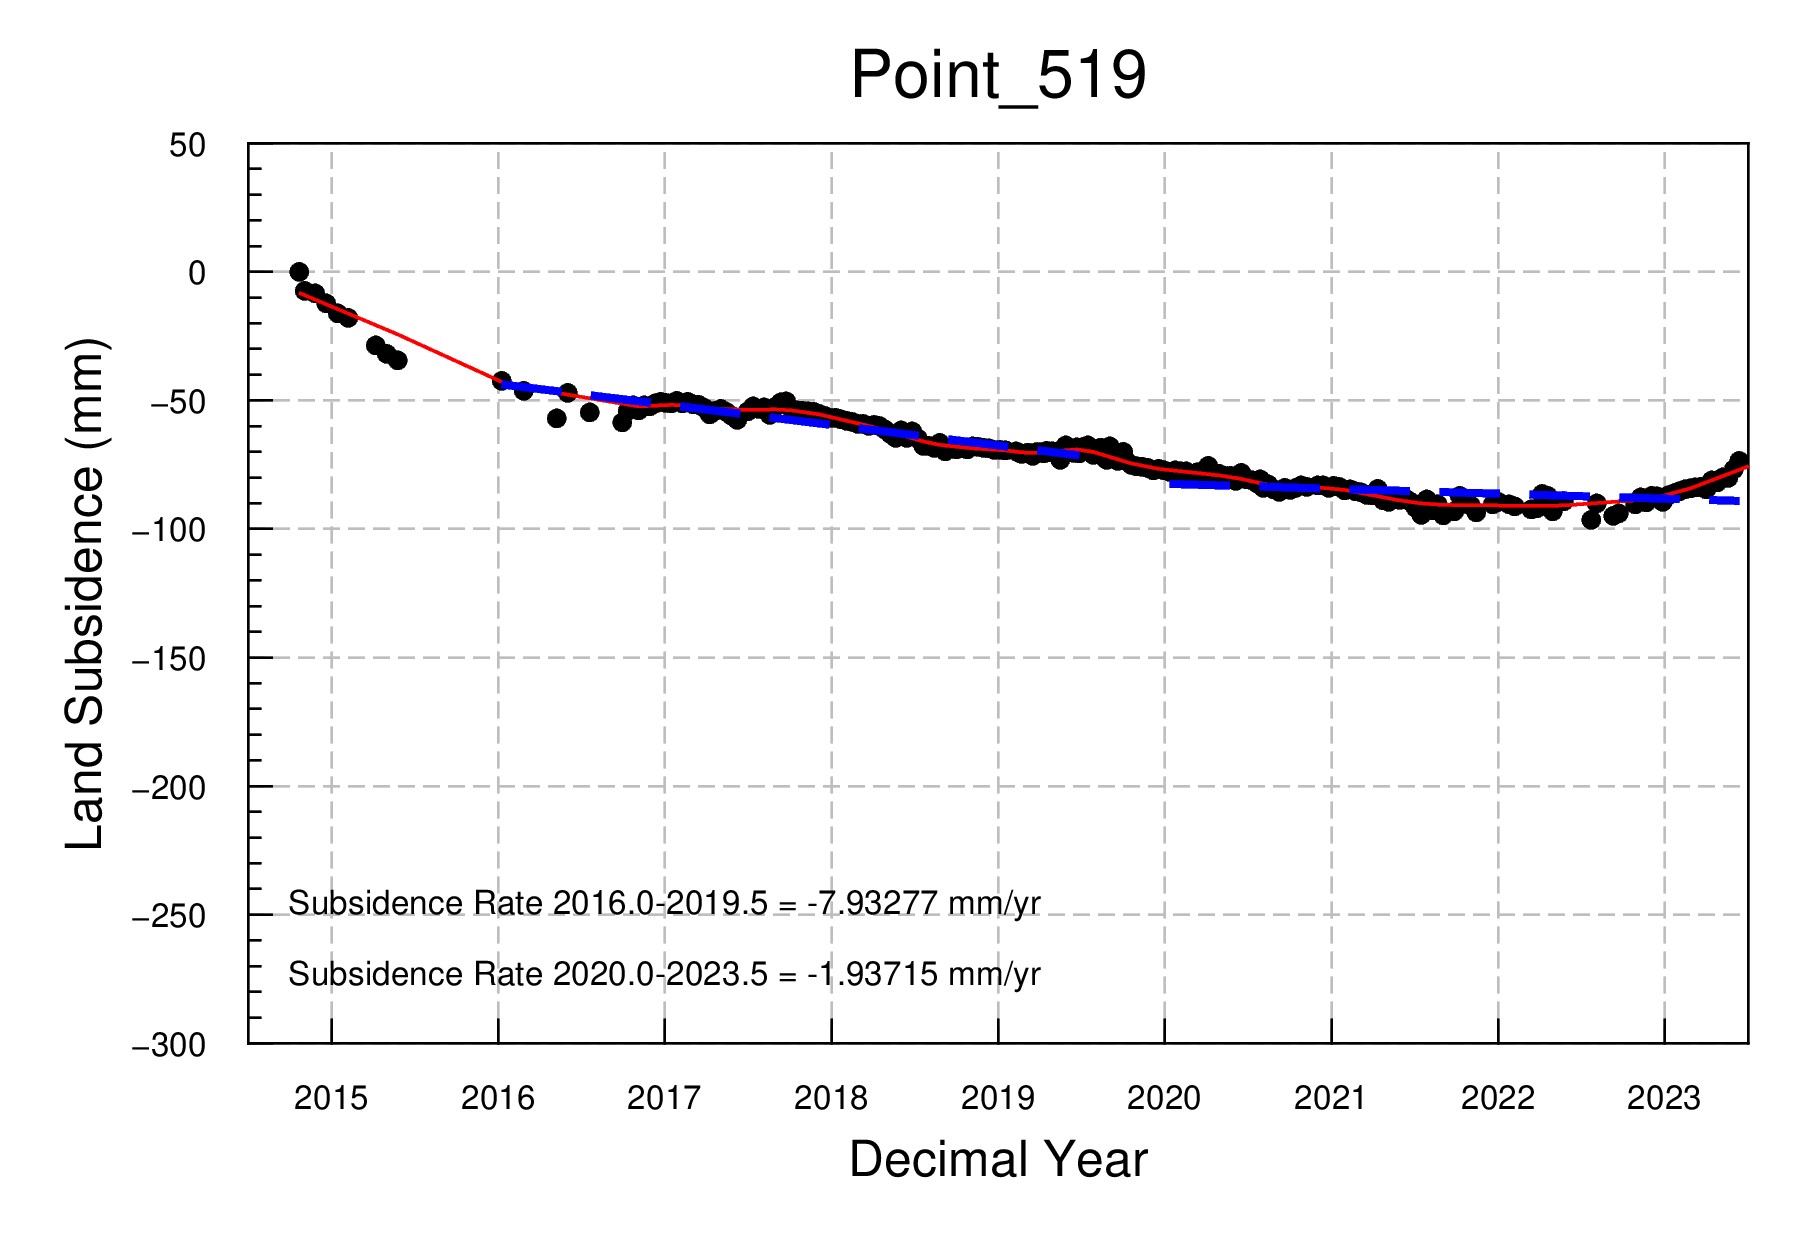 Point_519
50
0
−50
−100
−150
−200
−250
−300
Land Subsidence (mm)
Subsidence Rate 2016.0-2019.5 = -7.93277 mm/yr
Subsidence Rate 2020.0-2023.5 = -1.93715 mm/yr
2015 2016 2017 2018 2019 2020 2021 2022 2023
Decimal Year